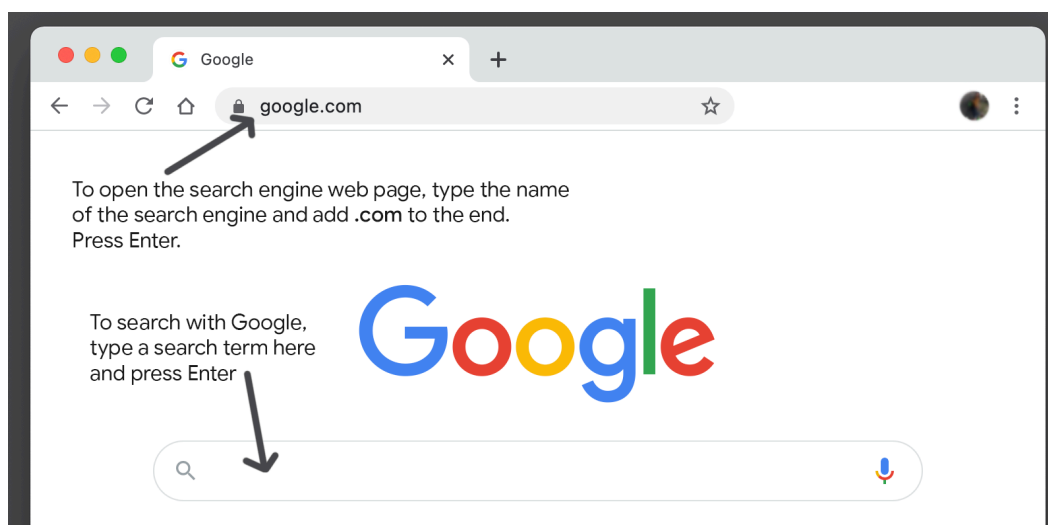 Google
google.com
To open the search engine web page, type the name
of the search engine and add .com to the end.
Press Enter.
To search with Google,
type a search term here
and press Enter
Google